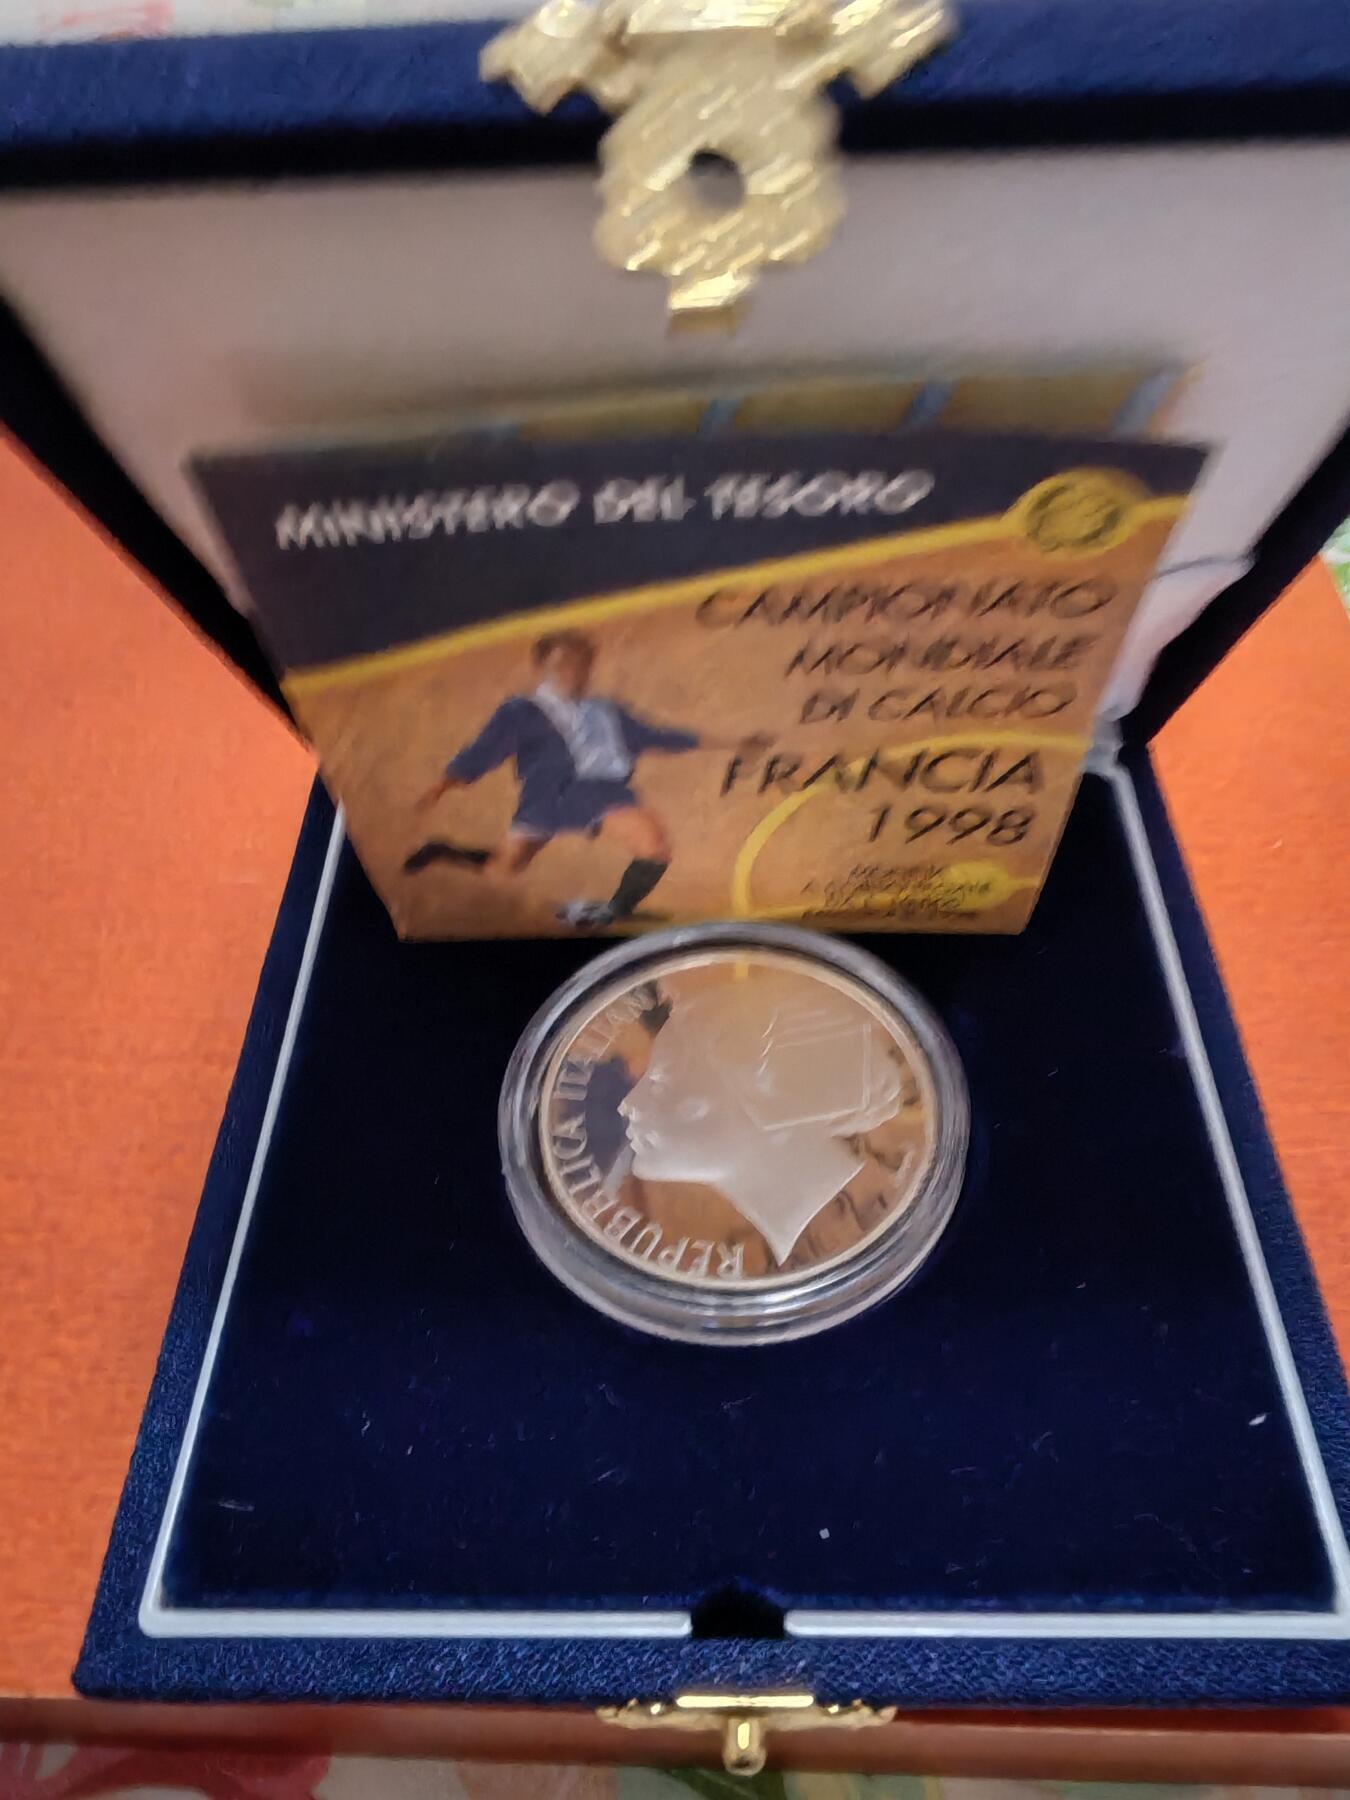 MINISTERO DEL TESORO
CAMPIONATO
MONDIALE
DI CALCIO
FRANCIA
1998
REPUBBLICA ITALIANA